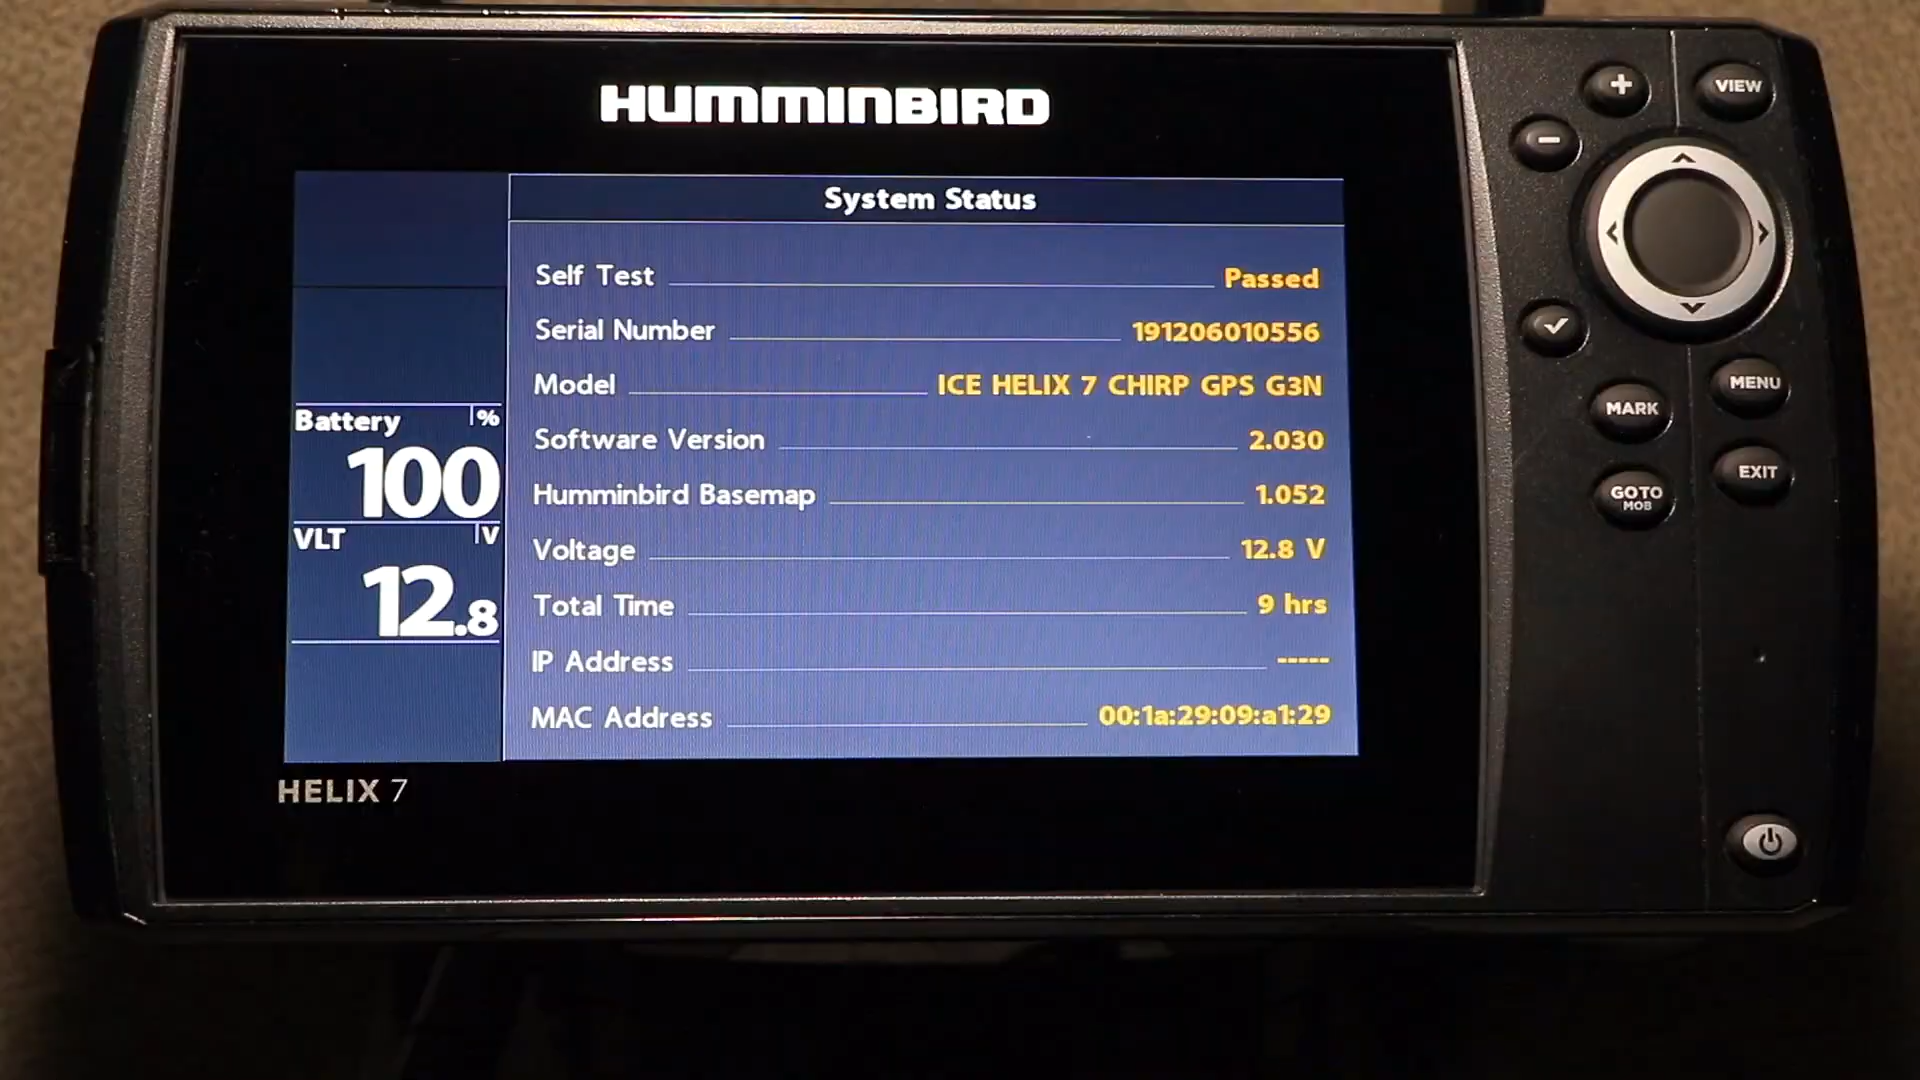 HUMMINBIRD
System Status
Self Test Passed
Serial Number 191206010556
Model ICE HELIX 7 CHIRP GPS G3N
Software Version 2.030
Humminbird Basemap 1.052
Voltage 12.8 V
Total Time 9 hrs
IP Address -----
MAC Address 00:1a:29:09:a1:29
Battery %
100
VLT V
12.8
HELIX 7
+
VIEW
-
MENU
MARK
EXIT
GOTO
MOB